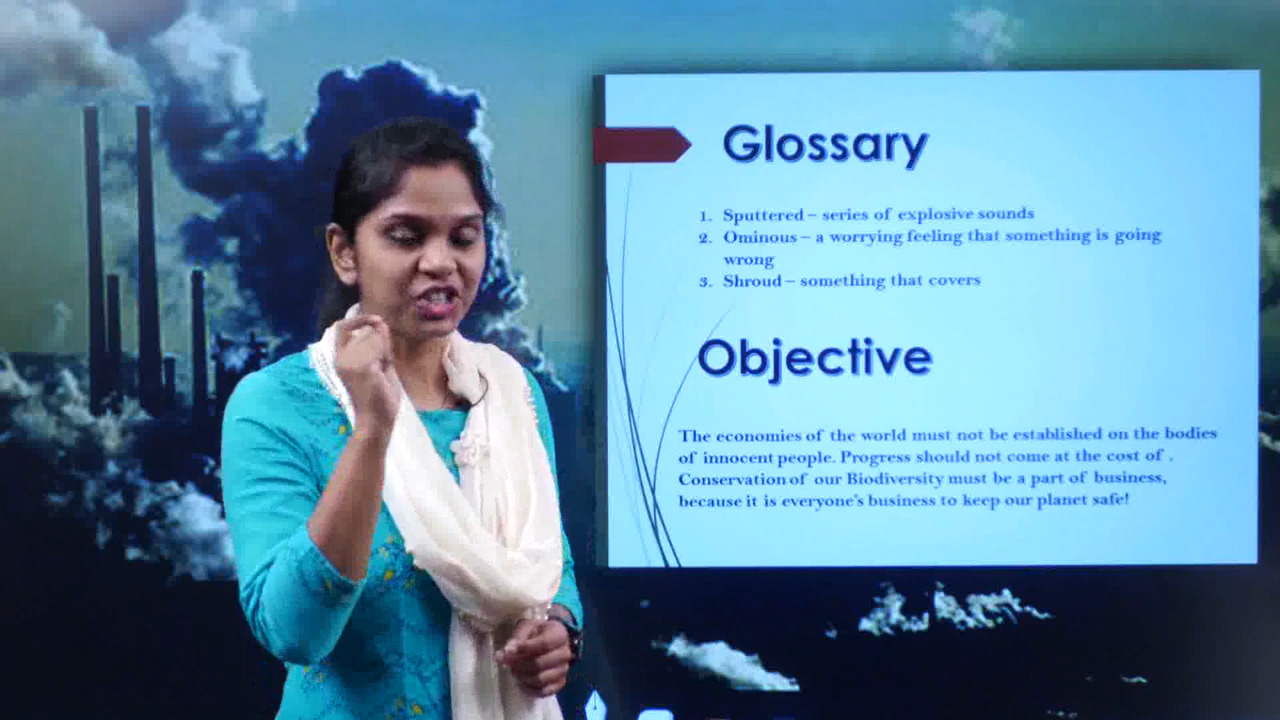 Glossary
1. Sputtered – series of explosive sounds
2. Ominous – a worrying feeling that something is going
wrong
3. Shroud – something that covers
Objective
The economies of the world must not be established on the bodies
of innocent people. Progress should not come at the cost of .
Conservation of our Biodiversity must be a part of business,
because it is everyone's business to keep our planet safe!